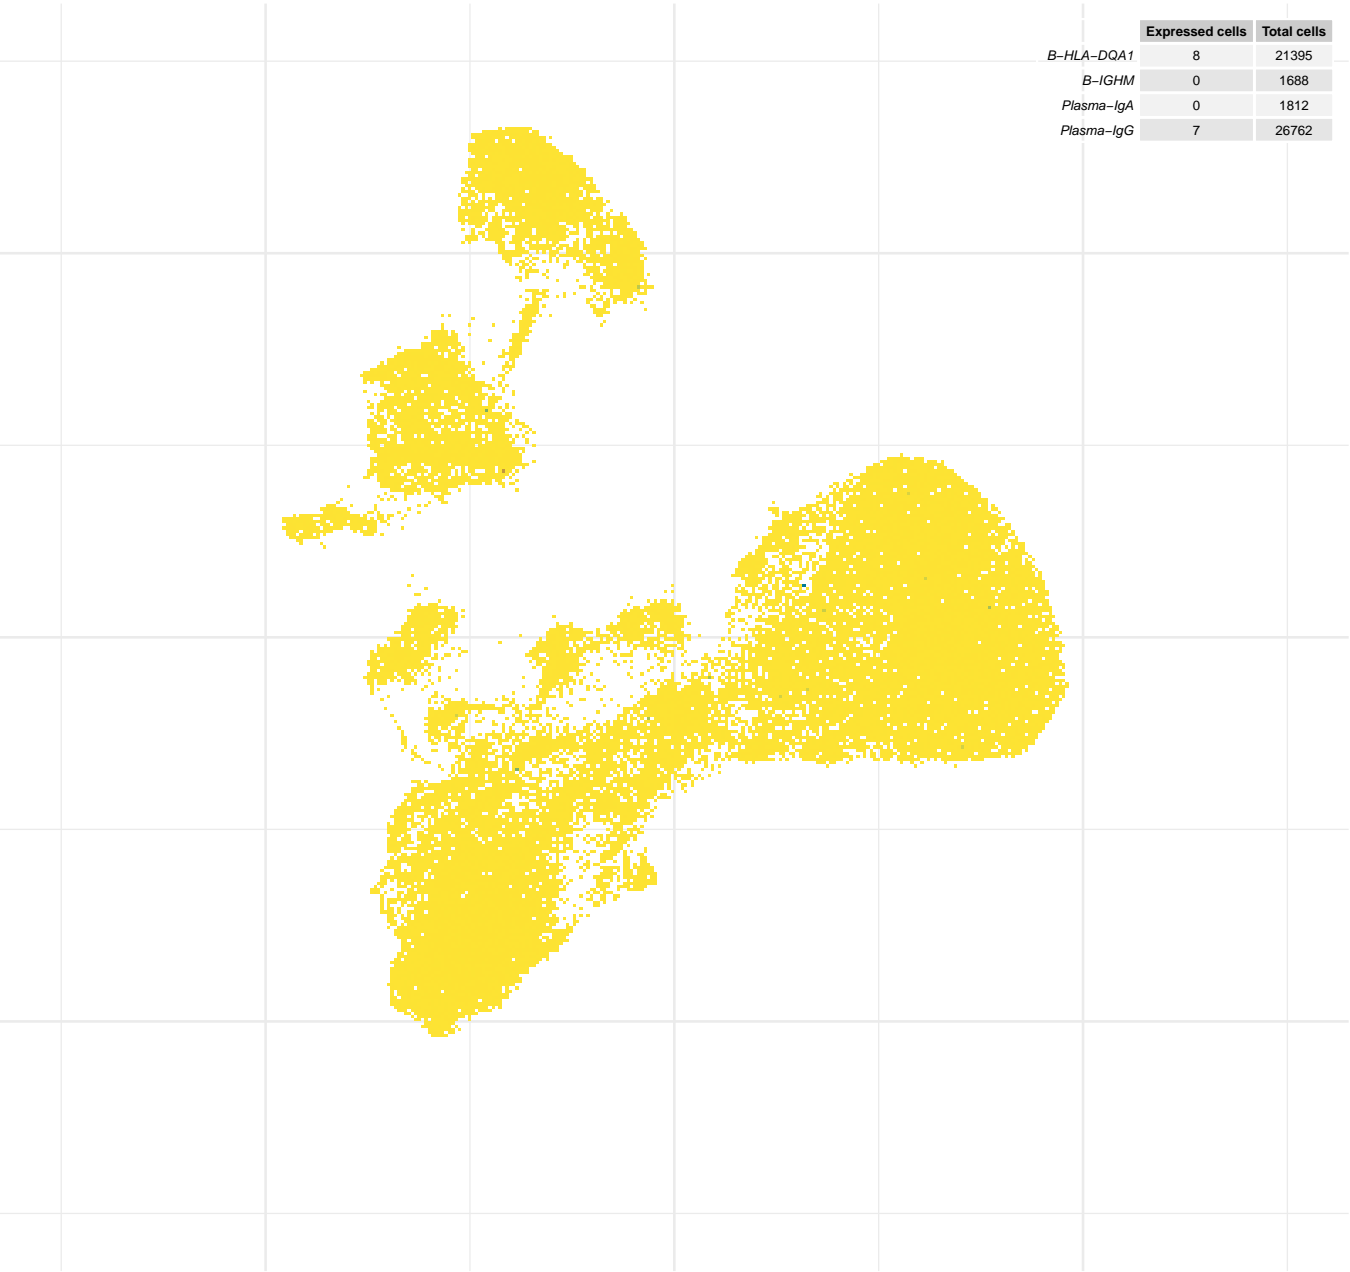 Expressed cells Total cells
B−HLA−DQA1 8 21395
B−IGHM 0 1688
Plasma−IgA 0 1812
Plasma−IgG 7 26762